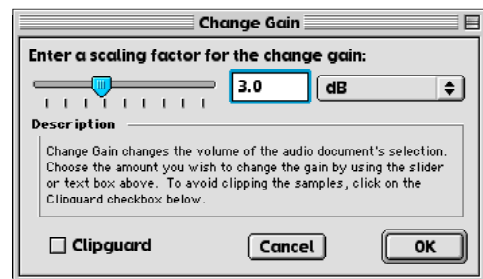 Change Gain
Enter a scaling factor for the change gain:
3.0 dB
Description
Change Gain changes the volume of the audio document's selection.
Choose the amount you wish to change the gain by using the slider
or text box above. To avoid clipping the samples, click on the
Clipguard checkbox below.
Clipguard Cancel OK